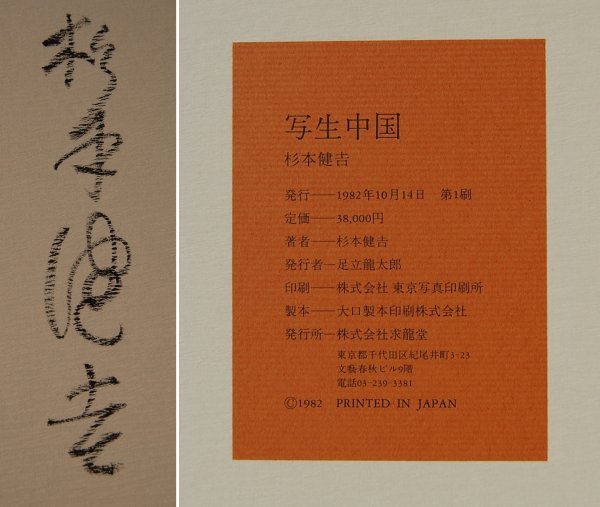 杉本健吉
写生中国
杉本健𠮷
発行——1982年10月14日　第1刷
定価——38,000円
著者——杉本健𠮷
発行者—足立龍太郎
印刷——株式会社 東京写真印刷所
製本——大口製本印刷株式会社
発行所—株式会社求龍堂
東京都千代田区紀尾井町3-23
文藝春秋ビル9階
電話03-239-3381
©1982　PRINTED IN JAPAN